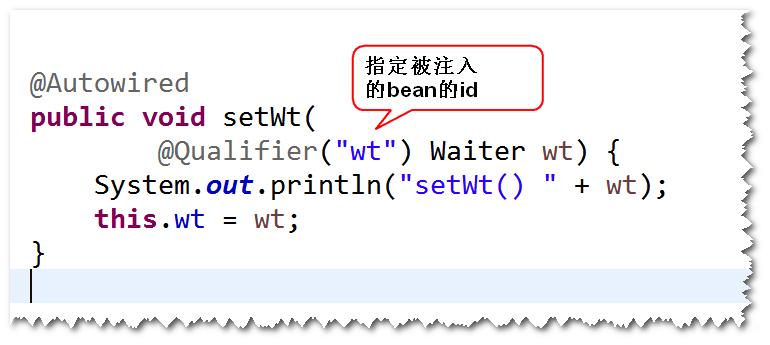 指定被注入
的bean的id
@Autowired
public void setWt(
@Qualifier("wt") Waiter wt) {
System.out.println("setWt() " + wt);
this.wt = wt;
}